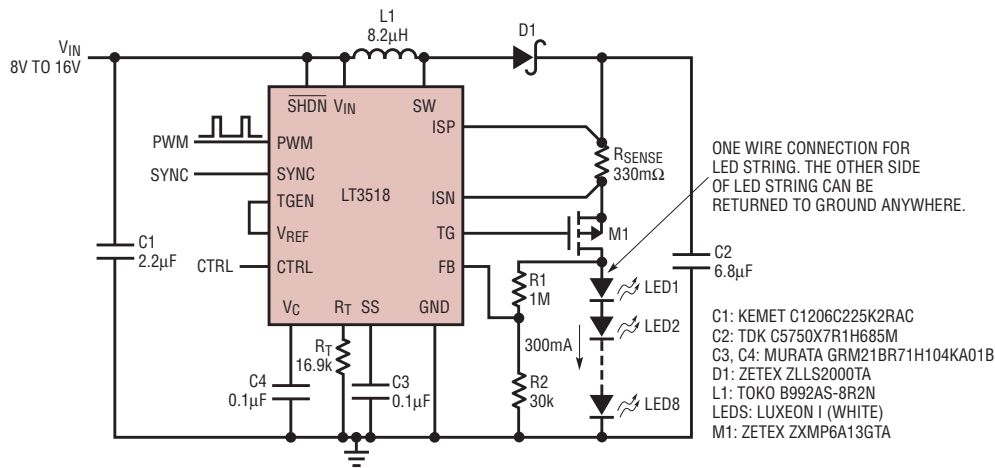 L1
8.2µH
D1
VIN
8V TO 16V
SHDN VIN SW
ISP
PWM PWM
SYNC SYNC
TGEN
LT3518
VREF
CTRL CTRL
ISN
TG
FB
VC RT SS GND
RSENSE
330mΩ
M1
ONE WIRE CONNECTION FOR
LED STRING. THE OTHER SIDE
OF LED STRING CAN BE
RETURNED TO GROUND ANYWHERE.
C1
2.2µF
C2
6.8µF
R1
1M
LED1
LED2
300mA
LED8
R2
30k
RT
16.9k
C4
0.1µF
C3
0.1µF
C1: KEMET C1206C225K2RAC
C2: TDK C5750X7R1H685M
C3, C4: MURATA GRM21BR71H104KA01B
D1: ZETEX ZLLS2000TA
L1: TOKO B992AS-8R2N
LEDS: LUXEON I (WHITE)
M1: ZETEX ZXMP6A13GTA